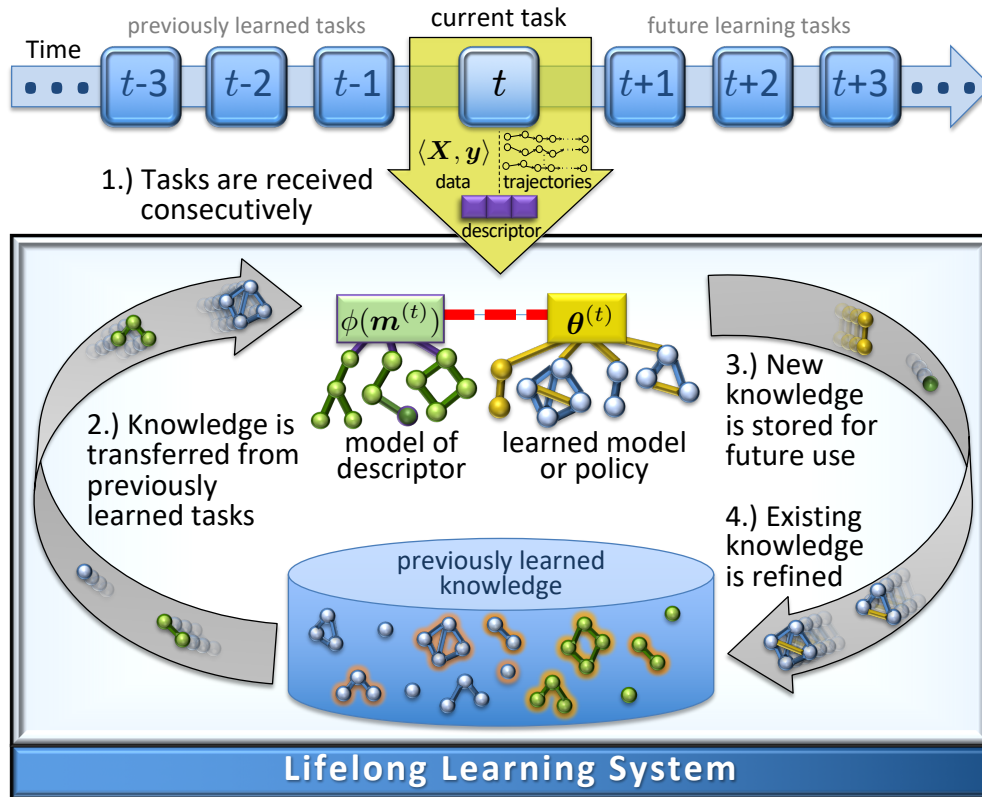 previously learned tasks
current task
future learning tasks
Time
t-3
t-2
t-1
t
t+1
t+2
t+3
⟨X, y⟩
data
trajectories
descriptor
1.) Tasks are received
consecutively
ϕ(m^(t))
θ^(t)
model of
descriptor
learned model
or policy
2.) Knowledge is
transferred from
previously
learned tasks
3.) New
knowledge
is stored for
future use
4.) Existing
knowledge
is refined
previously learned
knowledge
Lifelong Learning System